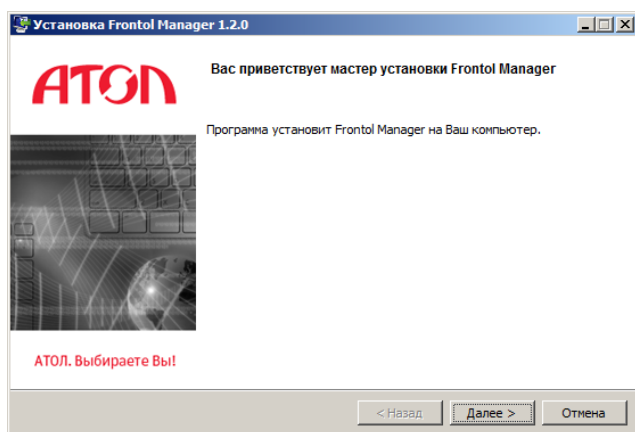 Установка Frontol Manager 1.2.0
АТОЛ
Вас приветствует мастер установки Frontol Manager
Программа установит Frontol Manager на Ваш компьютер.
АТОЛ. Выбираете Вы!
< Назад
Далее >
Отмена